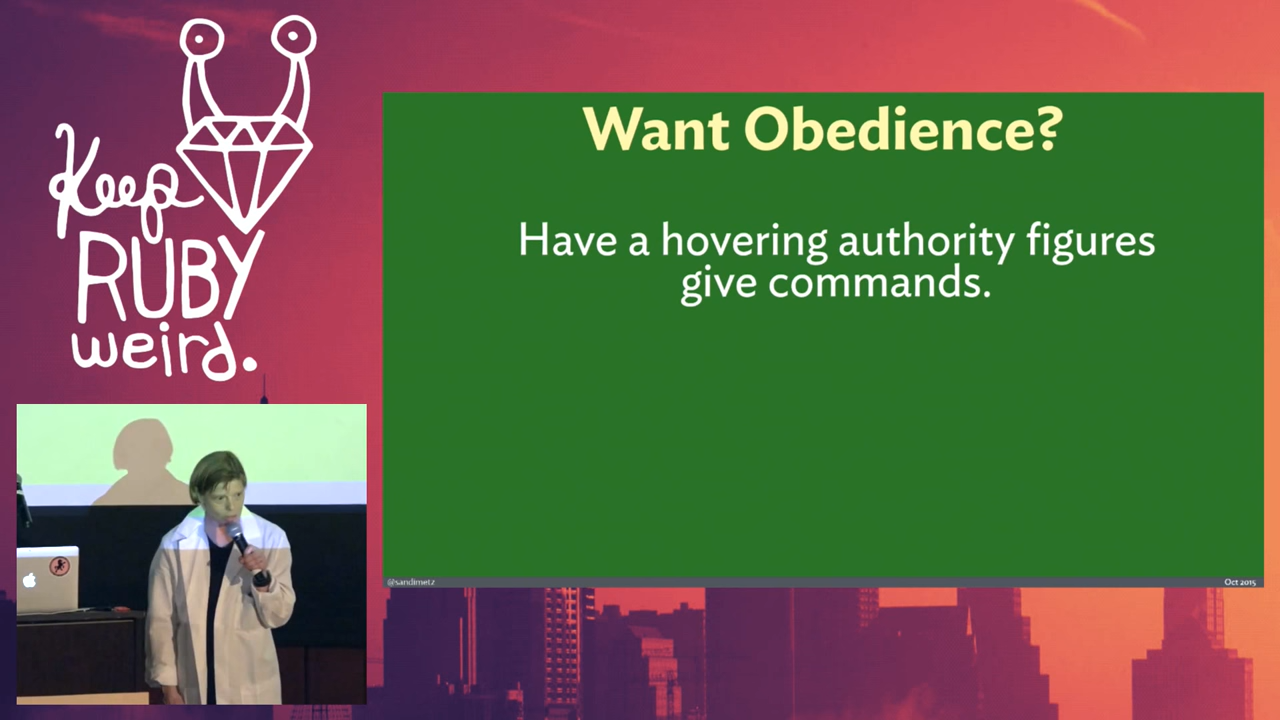 Keep
RUBY
weird.
Want Obedience?
Have a hovering authority figures
give commands.
@sandimetz
Oct 2015